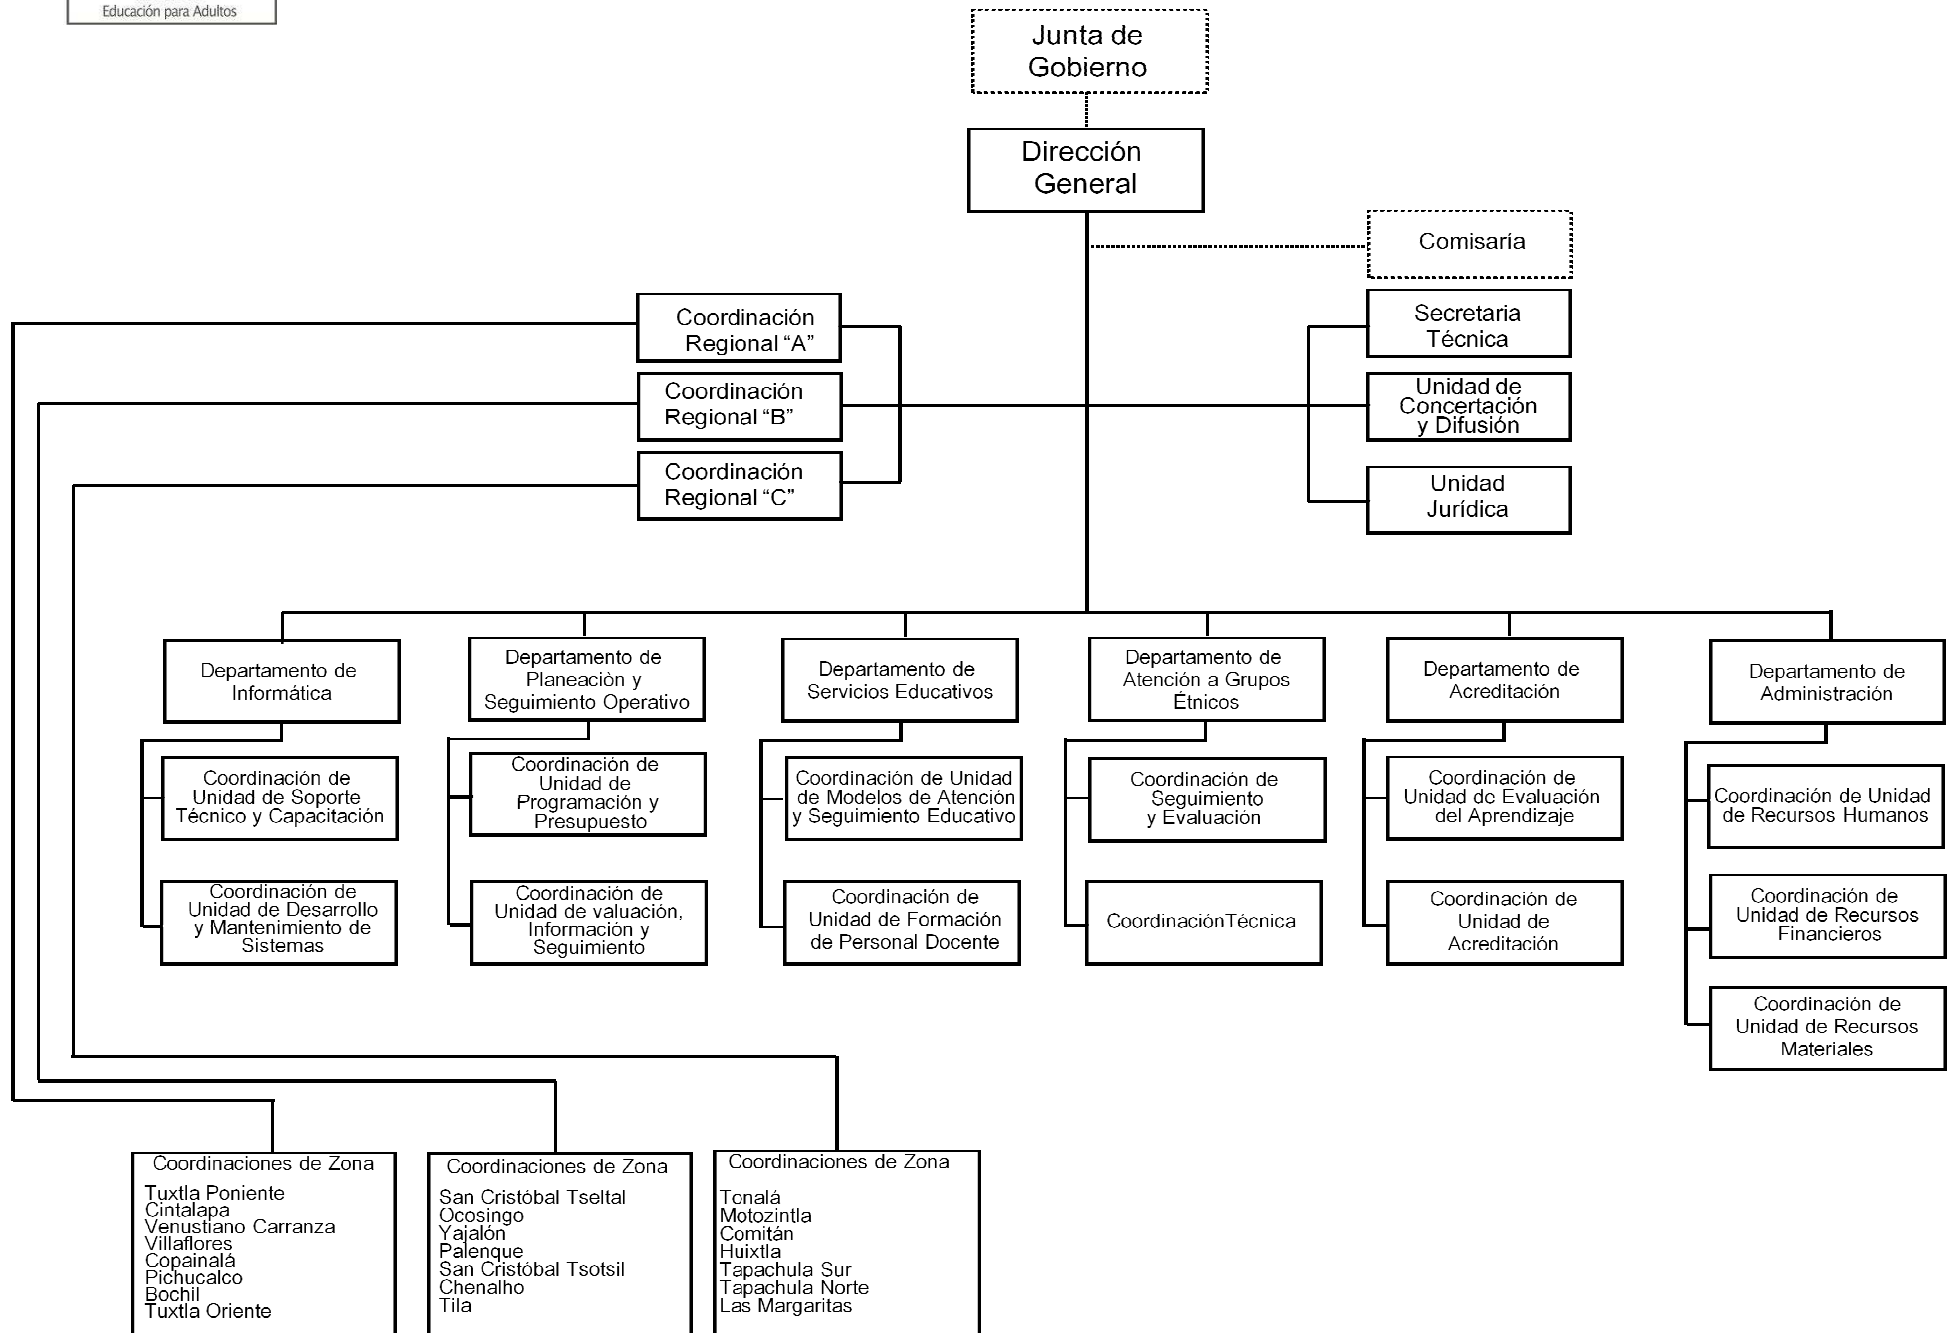 Educación para Adultos
Junta de
Gobierno
Dirección
General
Comisaría
Coordinación
Regional “A”
Coordinación
Regional “B”
Coordinación
Regional “C”
Secretaria
Técnica
Unidad de
Concertación
y Difusión
Unidad
Jurídica
Departamento de
Informática
Departamento de
Planeaciòn y
Seguimiento Operativo
Departamento de
Servicios Educativos
Departamento de
Atención a Grupos
Étnicos
Departamento de
Acreditación
Departamento de
Administración
Coordinación de
Unidad de Soporte
Técnico y Capacitación
Coordinación de
Unidad de
Programación y
Presupuesto
Coordinación de Unidad
de Modelos de Atención
y Seguimiento Educativo
Coordinación de
Seguimiento
y Evaluación
Coordinación de
Unidad de Evaluación
del Aprendizaje
Coordinación de Unidad
de Recursos Humanos
Coordinación de
Unidad de Desarrollo
y Mantenimiento de
Sistemas
Coordinación de
Unidad de valuación,
Información y
Seguimiento
Coordinación de
Unidad de Formación
de Personal Docente
CoordinaciónTécnica
Coordinación de
Unidad de
Acreditación
Coordinación de
Unidad de Recursos
Financieros
Coordinación de
Unidad de Recursos
Materiales
Coordinaciones de Zona
Tuxtla Poniente
Cintalapa
Venustiano Carranza
Villaflores
Copainalá
Pichucalco
Bochil
Tuxtla Oriente
Coordinaciones de Zona
San Cristóbal Tseltal
Ocosingo
Yajalón
Palenque
San Cristóbal Tsotsil
Chenalho
Tila
Coordinaciones de Zona
Tonalá
Motozintla
Comitán
Huixtla
Tapachula Sur
Tapachula Norte
Las Margaritas